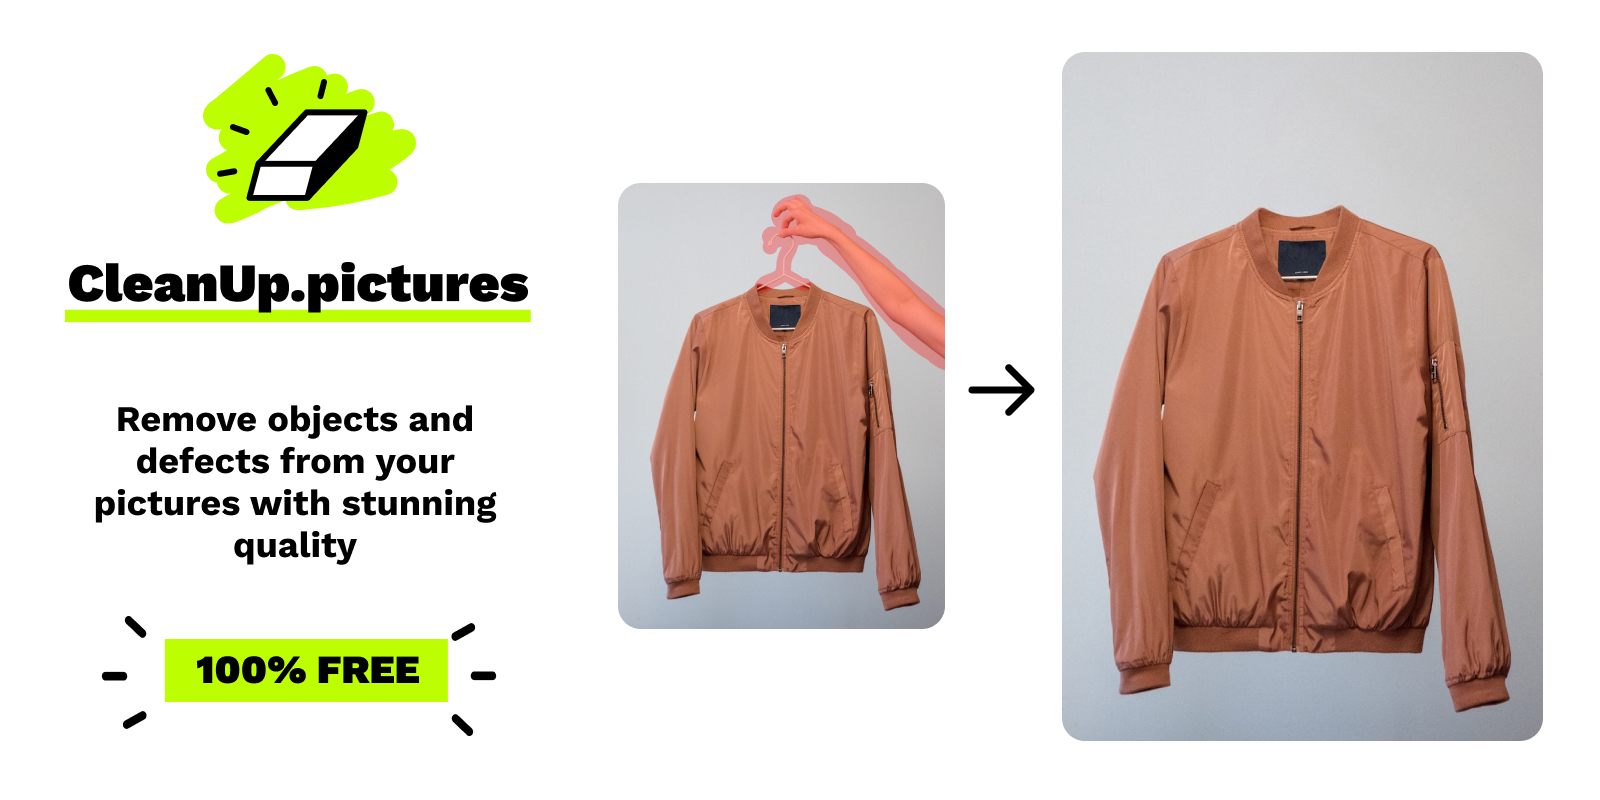 CleanUp.pictures
Remove objects and
defects from your
pictures with stunning
quality
100% FREE